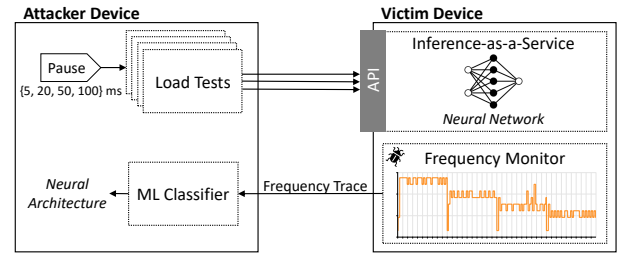 Attacker Device
Victim Device
Pause
{5, 20, 50, 100} ms
Load Tests
API
Inference-as-a-Service
Neural Network
Frequency Monitor
Frequency Trace
ML Classifier
Neural
Architecture